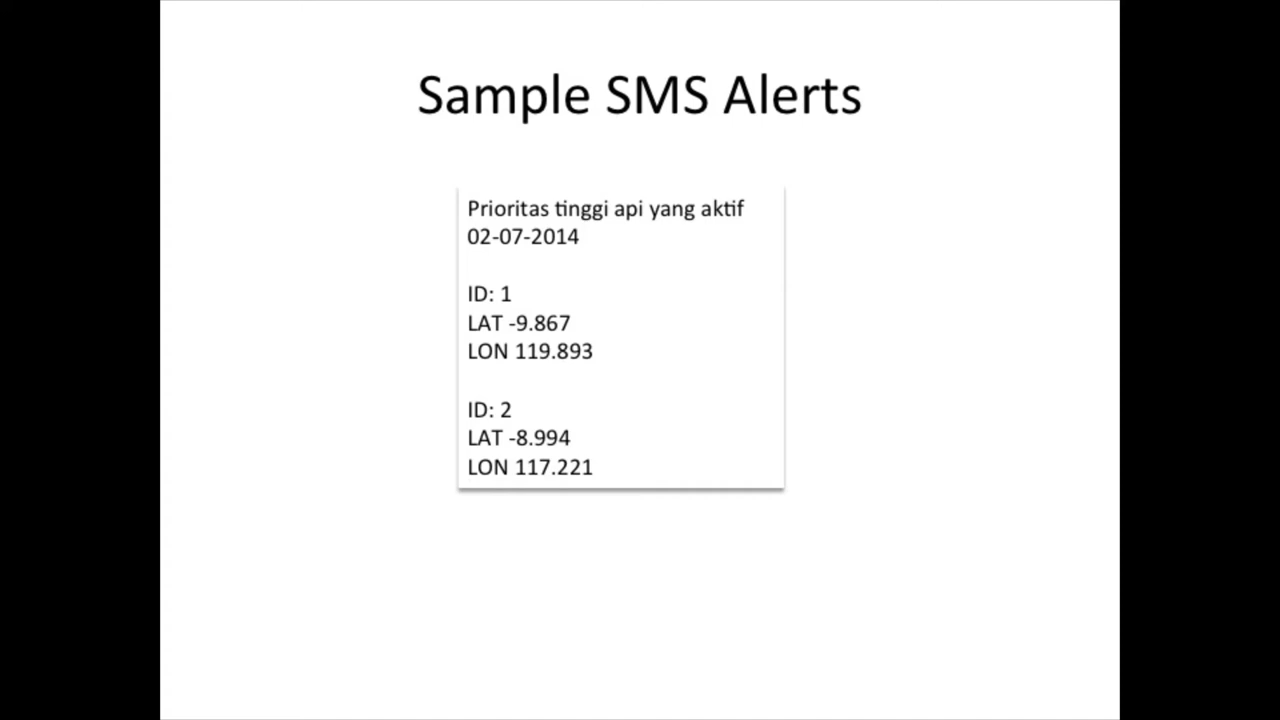 Sample SMS Alerts
Prioritas tinggi api yang aktif
02-07-2014
ID: 1
LAT -9.867
LON 119.893
ID: 2
LAT -8.994
LON 117.221